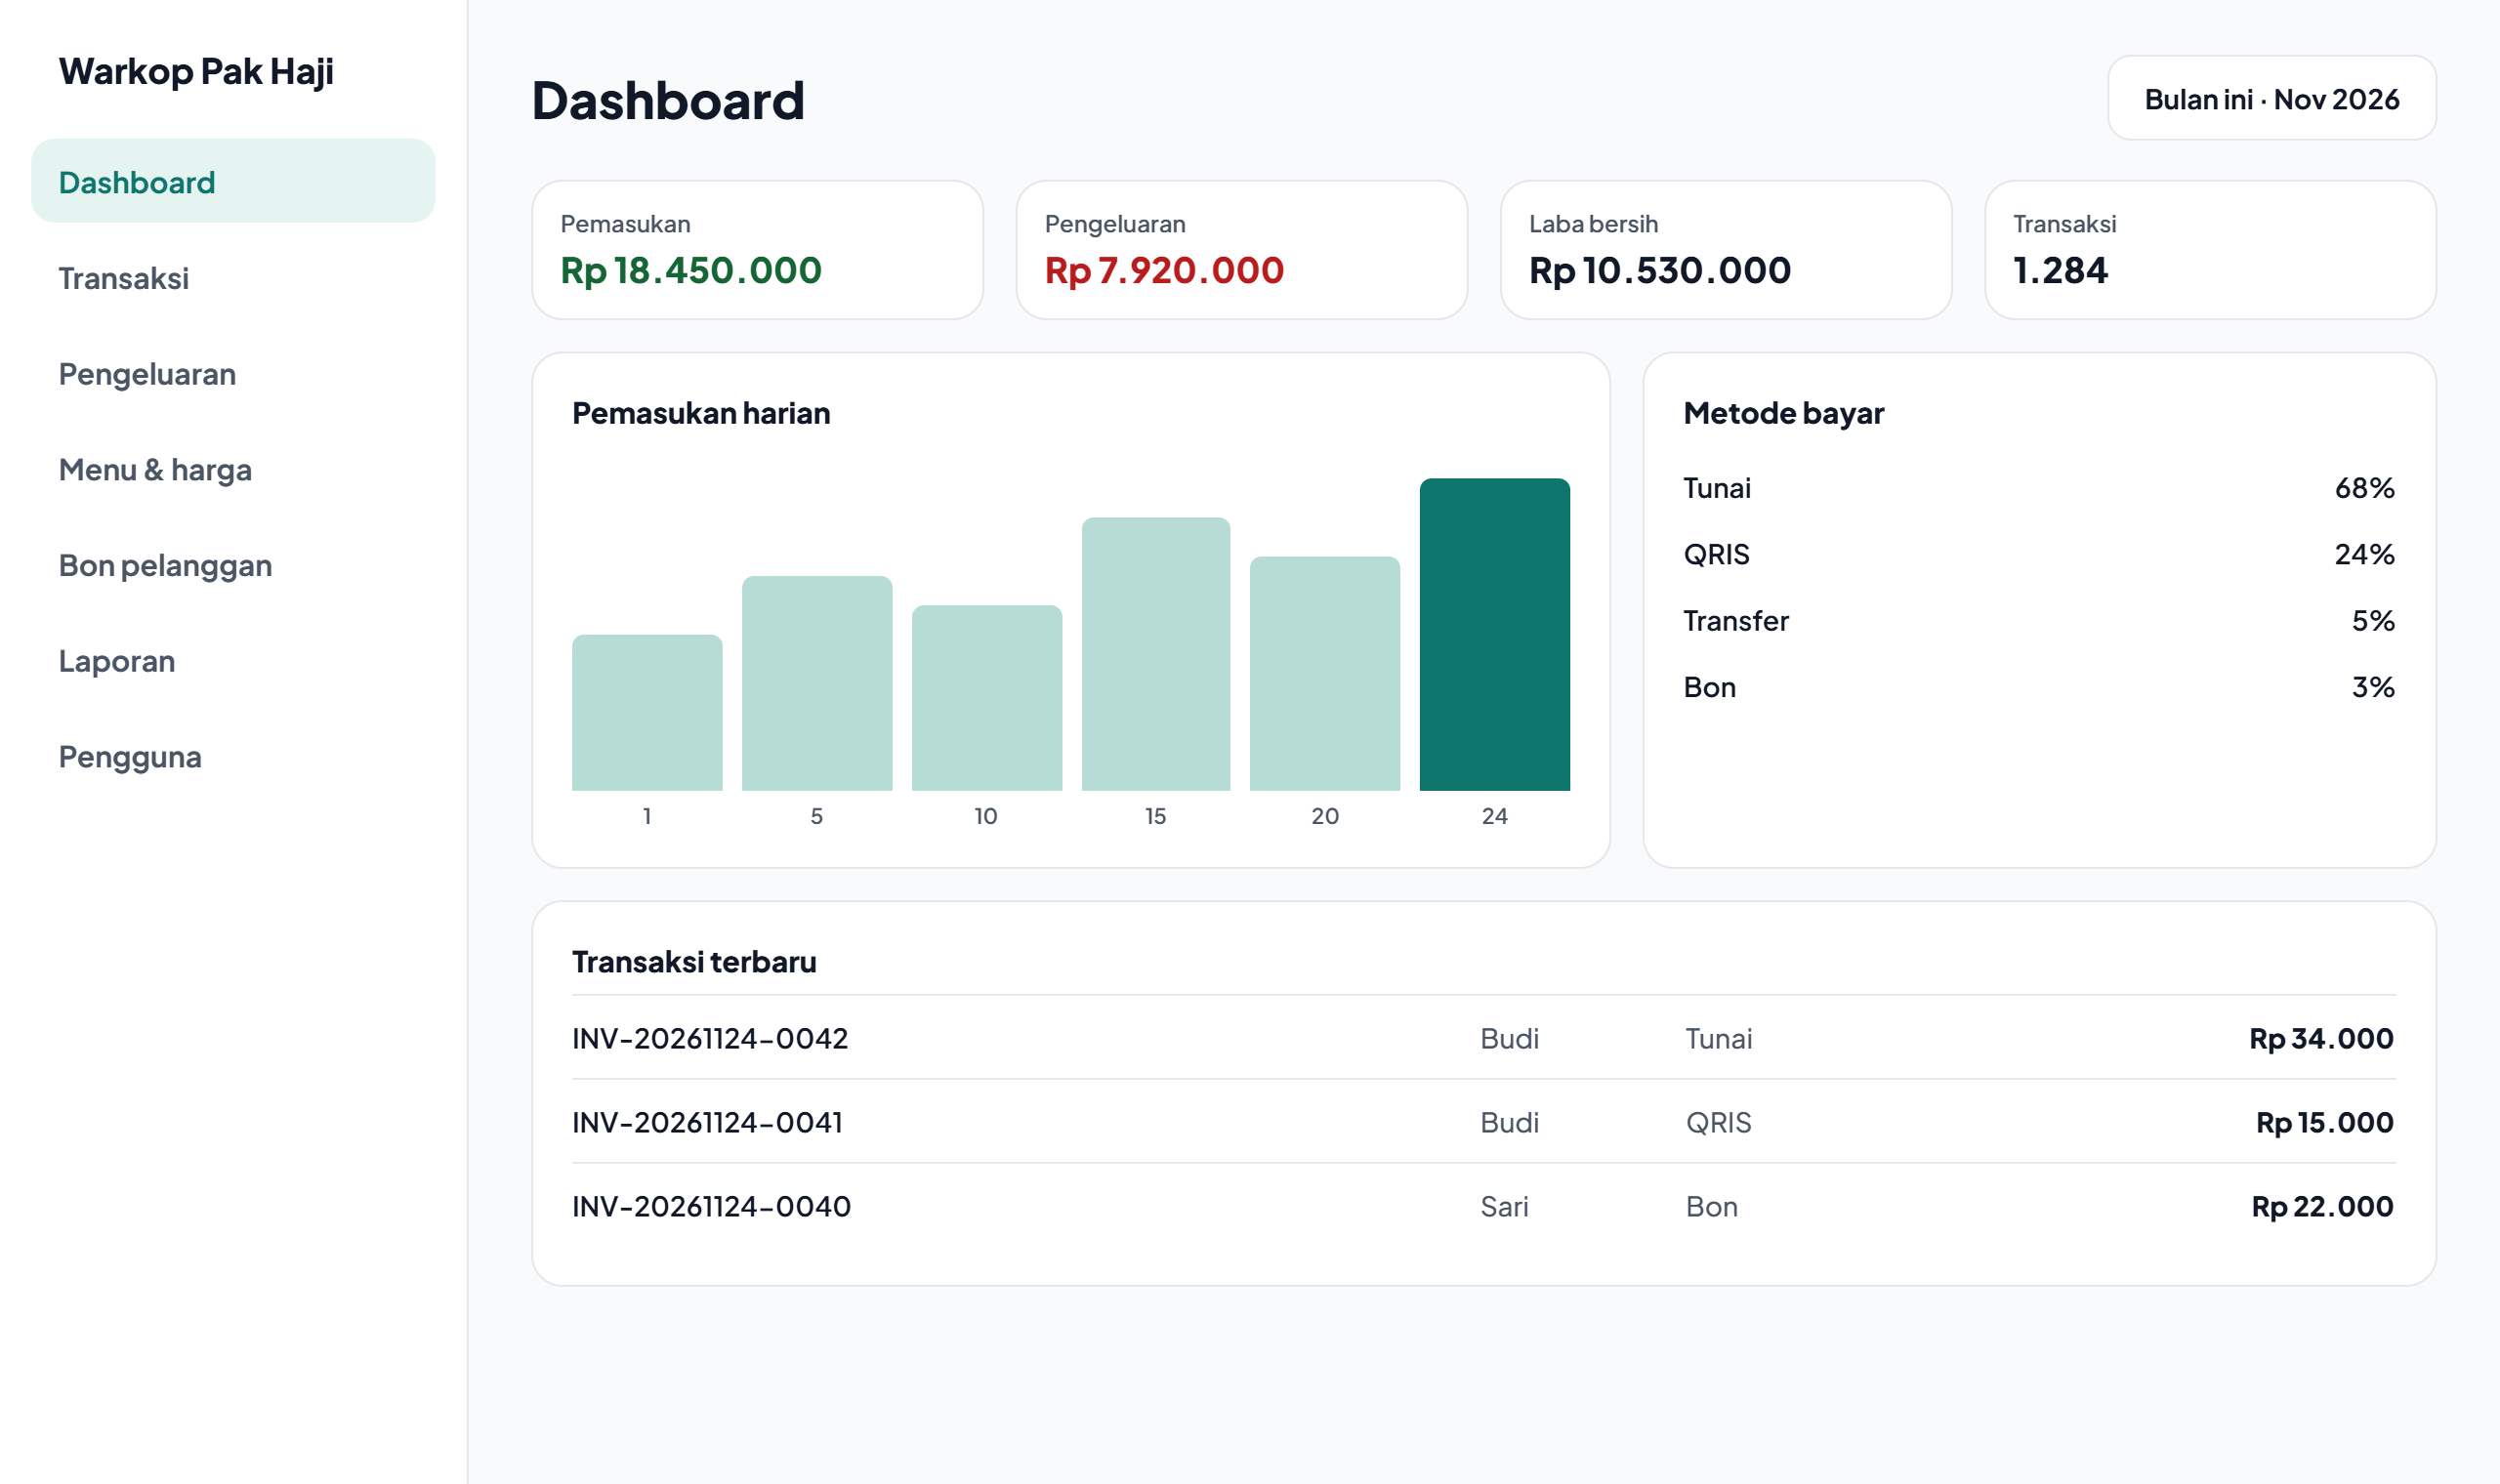 Warkop Pak Haji
Dashboard
Transaksi
Pengeluaran
Menu & harga
Bon pelanggan
Laporan
Pengguna
Dashboard
Bulan ini · Nov 2026
Pemasukan
Rp 18.450.000
Pengeluaran
Rp 7.920.000
Laba bersih
Rp 10.530.000
Transaksi
1.284
Pemasukan harian
1 5 10 15 20 24
Metode bayar
Tunai 68%
QRIS 24%
Transfer 5%
Bon 3%
Transaksi terbaru
INV-20261124-0042 Budi Tunai Rp 34.000
INV-20261124-0041 Budi QRIS Rp 15.000
INV-20261124-0040 Sari Bon Rp 22.000